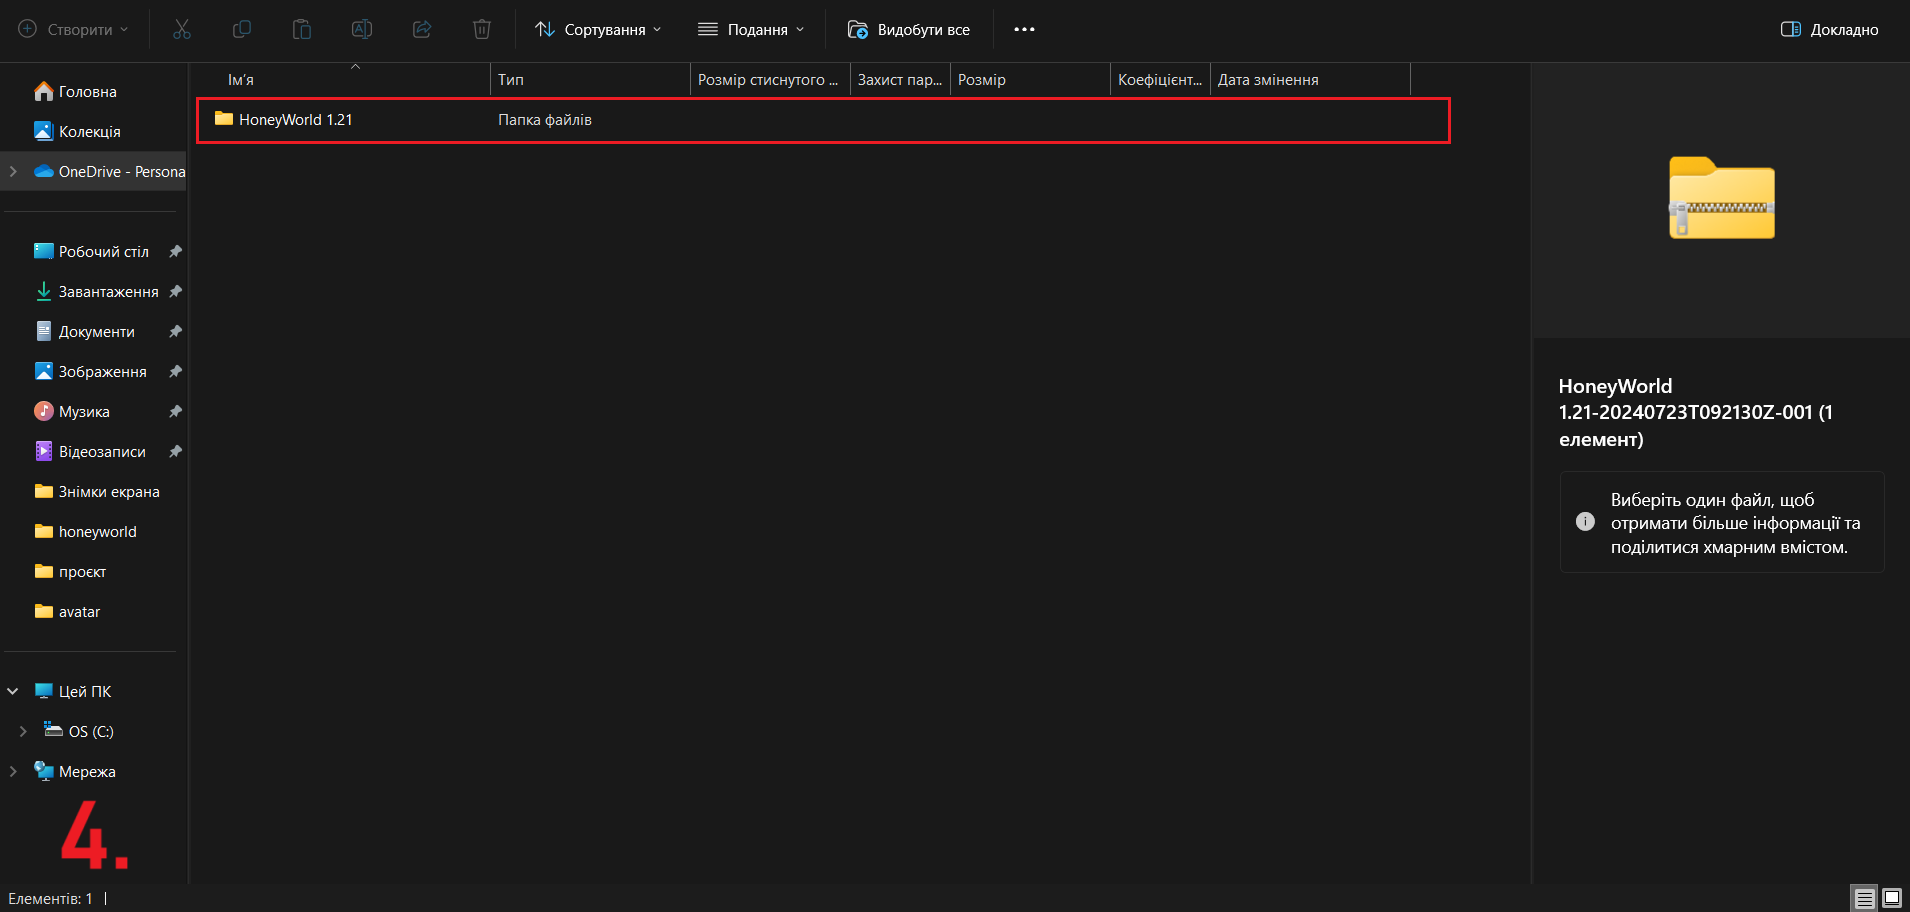 Створити
Сортування
Подання
Видобути все
Докладно
Ім'я
Тип
Розмір стиснутого ...
Захист пар...
Розмір
Коефіцієнт...
Дата змінення
HoneyWorld 1.21
Папка файлів
Головна
Колекція
OneDrive - Persona
Робочий стіл
Завантаження
Документи
Зображення
Музика
Відеозаписи
Знімки екрана
honeyworld
проєкт
avatar
Цей ПК
OS (C:)
Мережа
4.
HoneyWorld
1.21-20240723T092130Z-001 (1
елемент)
Виберіть один файл, щоб
отримати більше інформації та
поділитися хмарним вмістом.
Елементів: 1